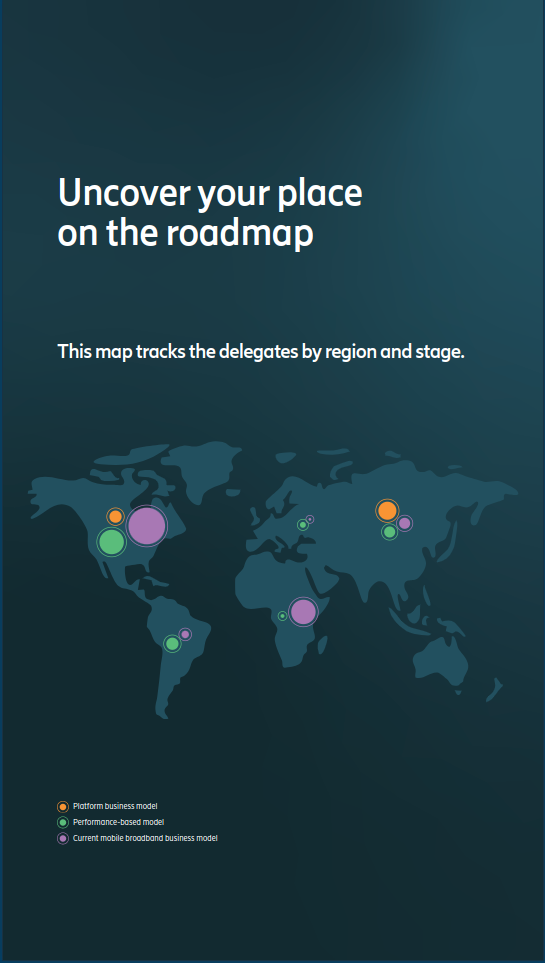 Uncover your place
on the roadmap
This map tracks the delegates by region and stage.
Platform business model
Performance-based model
Current mobile broadband business model